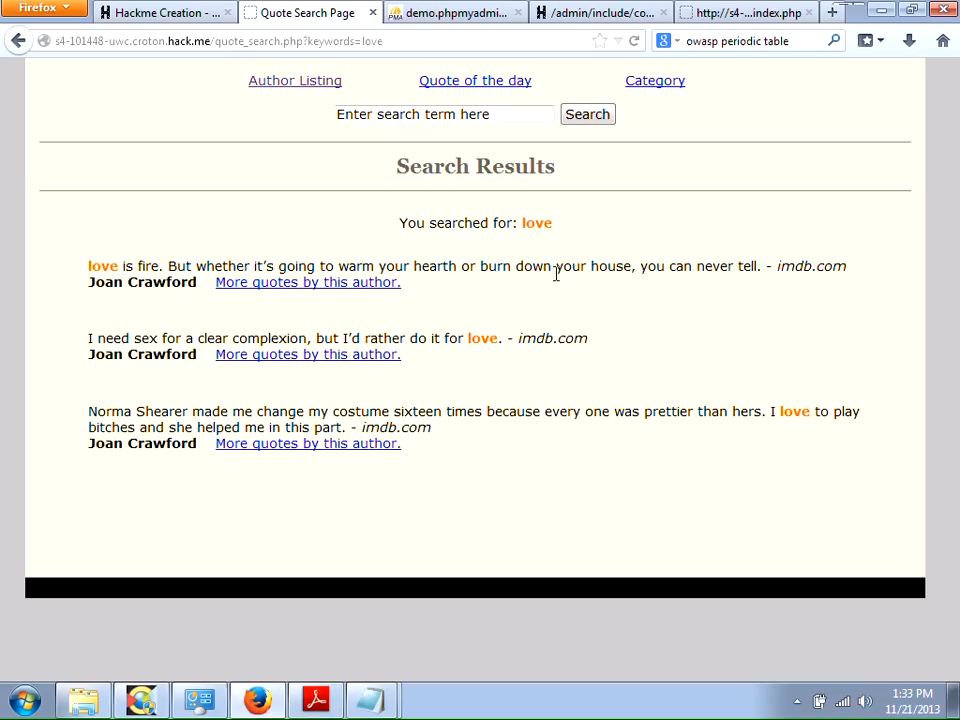 Firefox
Hackme Creation - ...
Quote Search Page
PMA demo.phpmyadmi...
/admin/include/co...
http://s4-...index.php
s4-101448-uwc.croton.hack.me/quote_search.php?keywords=love
owasp periodic table
Author Listing Quote of the day Category
Enter search term here Search
Search Results
You searched for: love
love is fire. But whether it’s going to warm your hearth or burn down your house, you can never tell. - imdb.com
Joan Crawford More quotes by this author.
I need sex for a clear complexion, but I’d rather do it for love. - imdb.com
Joan Crawford More quotes by this author.
Norma Shearer made me change my costume sixteen times because every one was prettier than hers. I love to play
bitches and she helped me in this part. - imdb.com
Joan Crawford More quotes by this author.
1:33 PM
11/21/2013